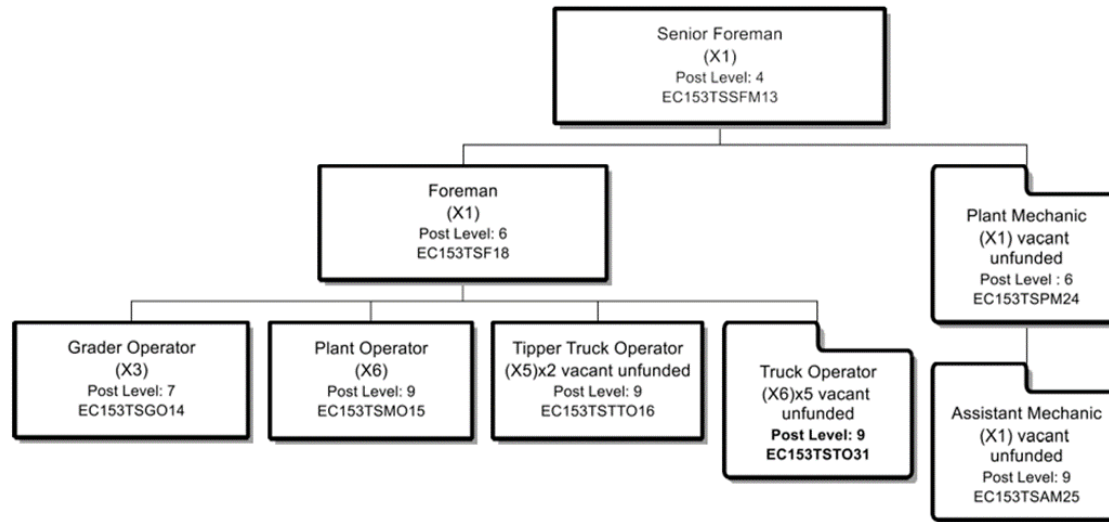 Senior Foreman
(X1)
Post Level: 4
EC153TSSFM13
Foreman
(X1)
Post Level: 6
EC153TSF18
Plant Mechanic
(X1) vacant
unfunded
Post Level : 6
EC153TSPM24
Grader Operator
(X3)
Post Level: 7
EC153TSGO14
Plant Operator
(X6)
Post Level: 9
EC153TSMO15
Tipper Truck Operator
(X5)x2 vacant unfunded
Post Level: 9
EC153TSTTO16
Truck Operator
(X6)x5 vacant
unfunded
Post Level: 9
EC153TSTO31
Assistant Mechanic
(X1) vacant
unfunded
Post Level: 9
EC153TSAM25